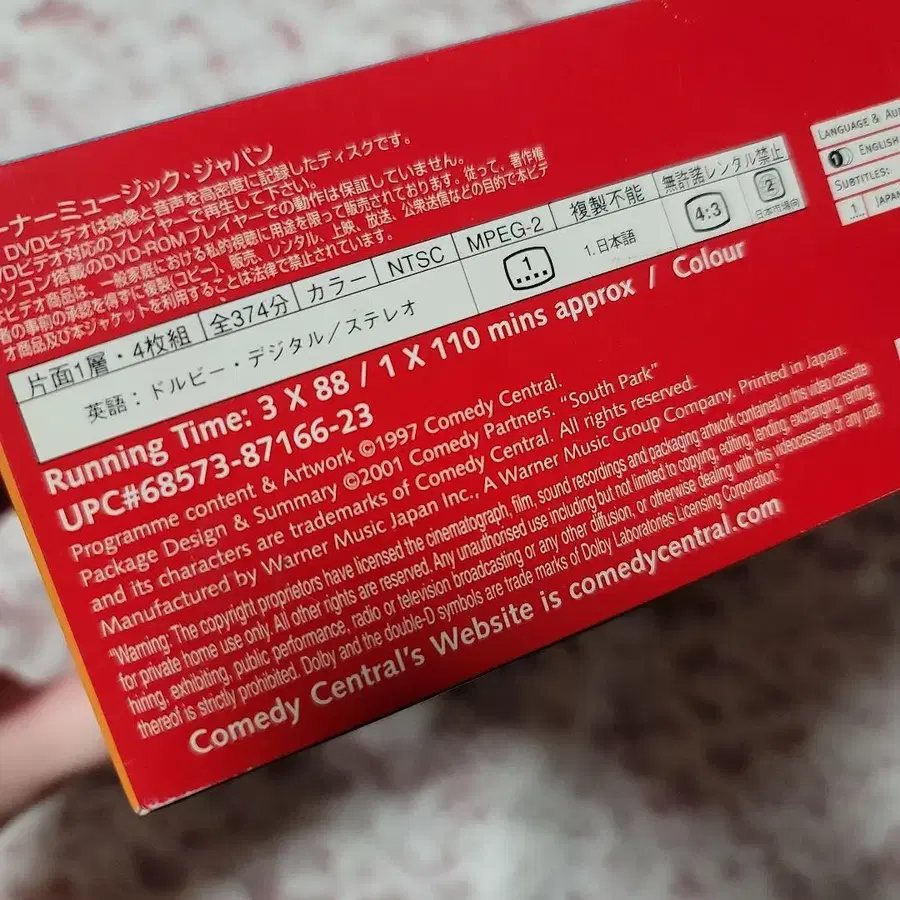 ーナーミュージック・ジャパン
DVDビデオは映像と音声を高密度に記録したディスクです。
VDビデオ対応のプレーヤーで再生して下さい。
ソコン搭載のDVD-ROMプレイヤーでの動作は保証していません。
ビデオ商品は、一般家庭における私的視聴に用途を限って販売されております。従って、著作権
者の事前の承認を得ずに複製(コピー)、販売、レンタル、上映、放送、公衆送信などの目的で本ビデ
オ商品及び本ジャケットを利用することは法律で禁止されています。
片面1層・4枚組 全374分 カラー NTSC MPEG-2 複製不能 無許諾レンタル禁止
英語：ドルビー・デジタル/ステレオ 1 1.日本語 4:3 2 日本市場向
LANGUAGE &
1 ENGLISH
SUBTITLES:
1
Running Time: 3 X 88 / 1 X 110 mins approx / Colour
UPC#68573-87166-23
Programme content & Artwork ©1997 Comedy Central.
Package Design & Summary ©2001 Comedy Partners. "South Park"
and its characters are trademarks of Comedy Central. All rights reserved.
Manufactured by Warner Music Japan Inc., A Warner Music Group Company. Printed in Japan.
"Warning: The copyright proprietors have licensed the cinematograph, film, sound recordings and packaging artwork contained in this video cassette
for private home use only. All other rights are reserved. Any unauthorised use including but not limited to copying, editing, lending, exchanging, renting,
hiring, exhibiting, public performance, radio or television broadcasting or any other diffusion, or otherwise dealing with this videocassette or any part
thereof is strictly prohibited. Dolby and the double-D symbols are trade marks of Dolby Laboratories Licensing Corporation."
Comedy Central's Website is comedycentral.com